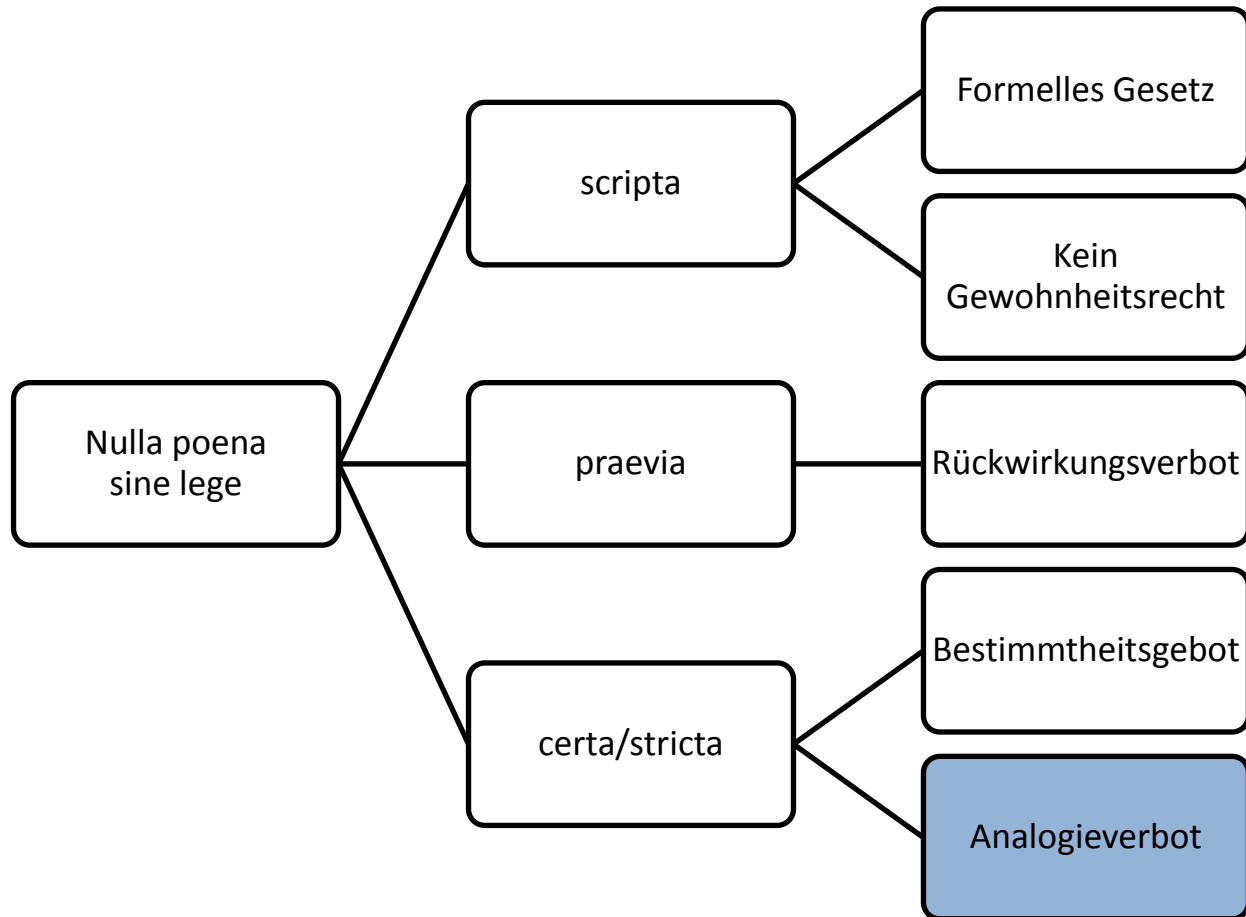 Nulla poena
sine lege
scripta
praevia
certa/stricta
Formelles Gesetz
Kein
Gewohnheitsrecht
Rückwirkungsverbot
Bestimmtheitsgebot
Analogieverbot